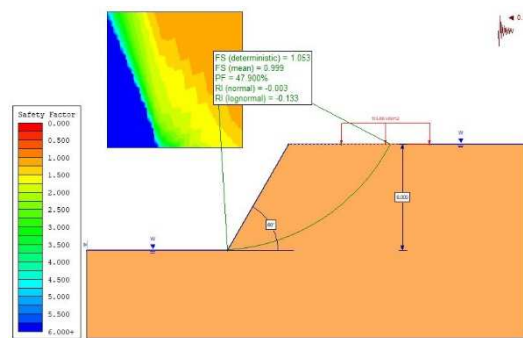 FS (deterministic) = 1.053
FS (mean) = 0.999
PF = 47.900%
RI (normal) = -0.003
RI (lognormal) = -0.133
Safety Factor
0.000
0.500
1.000
1.500
2.000
2.500
3.000
3.500
4.000
4.500
5.000
5.500
6.000+
W
W
60°